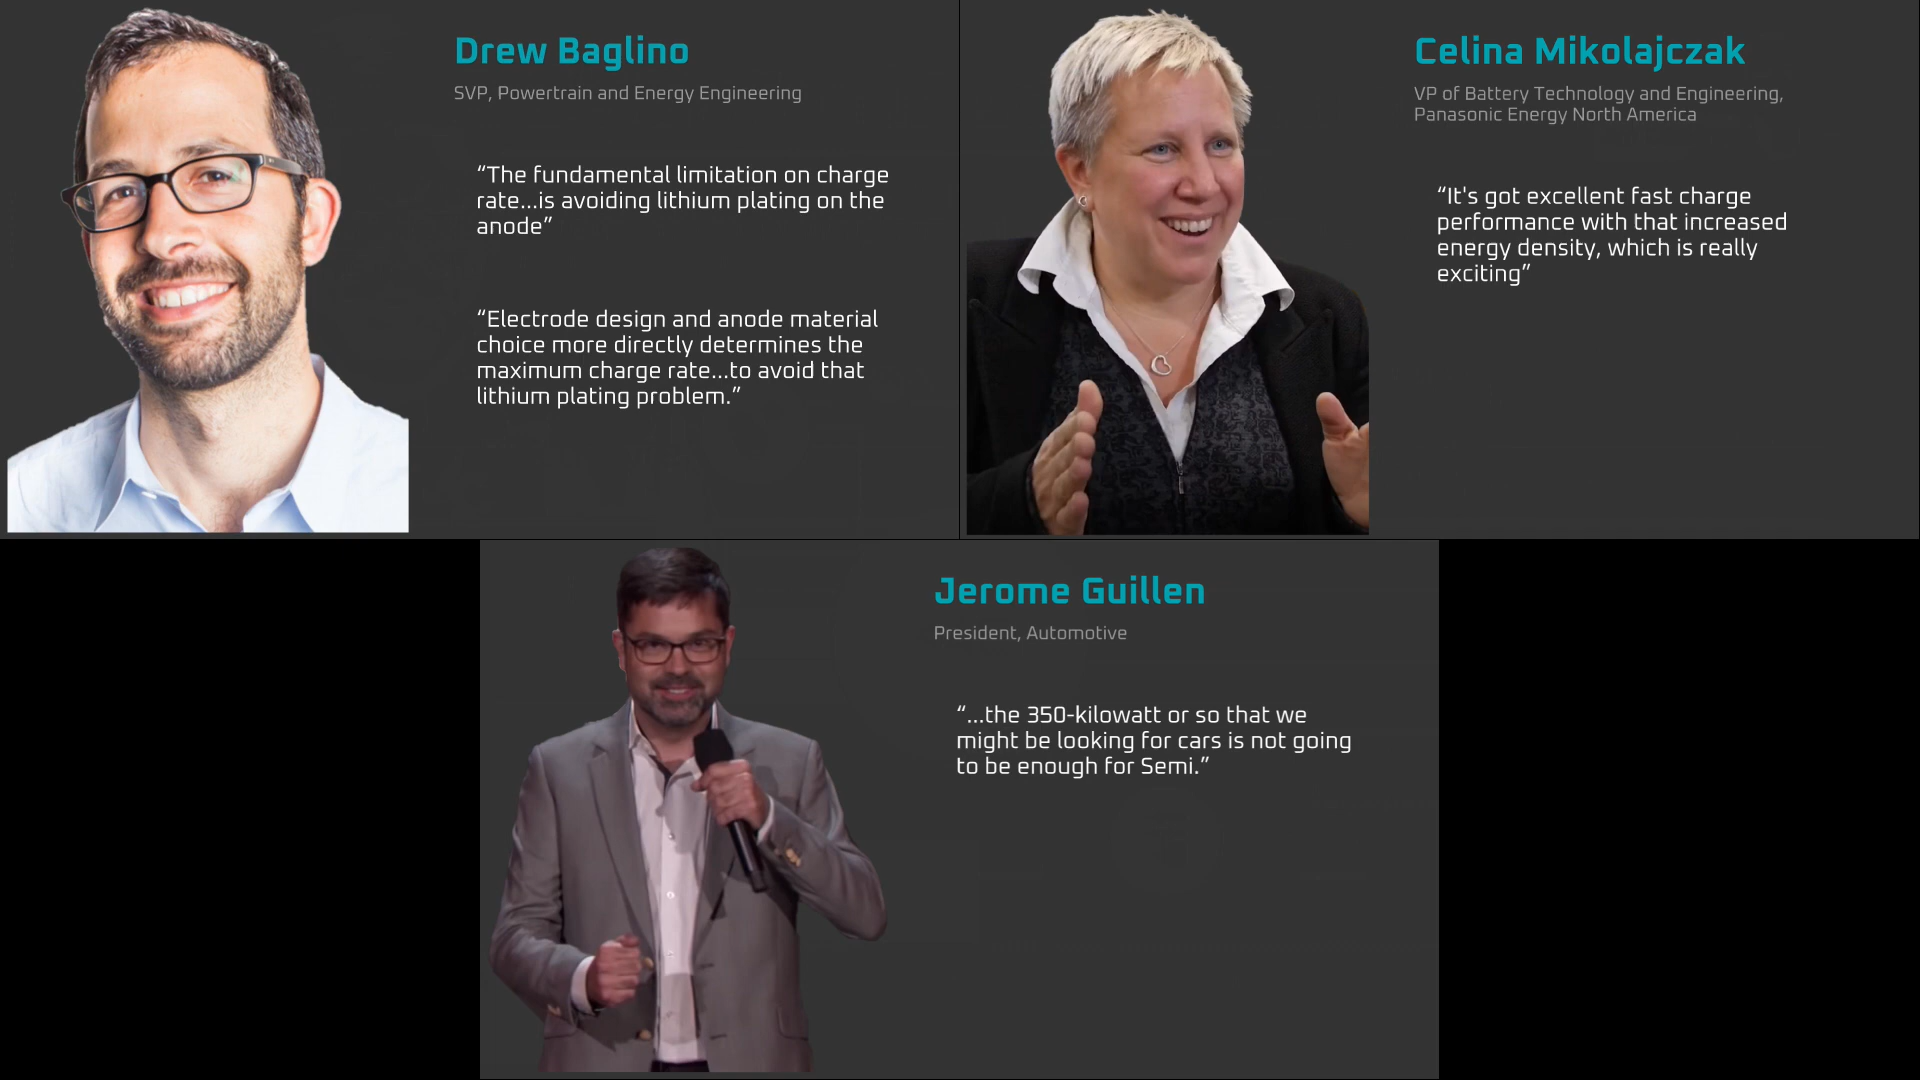 Drew Baglino
SVP, Powertrain and Energy Engineering
“The fundamental limitation on charge
rate...is avoiding lithium plating on the
anode”
“Electrode design and anode material
choice more directly determines the
maximum charge rate...to avoid that
lithium plating problem.”
Celina Mikolajczak
VP of Battery Technology and Engineering,
Panasonic Energy North America
“It's got excellent fast charge
performance with that increased
energy density, which is really
exciting”
Jerome Guillen
President, Automotive
“...the 350-kilowatt or so that we
might be looking for cars is not going
to be enough for Semi.”